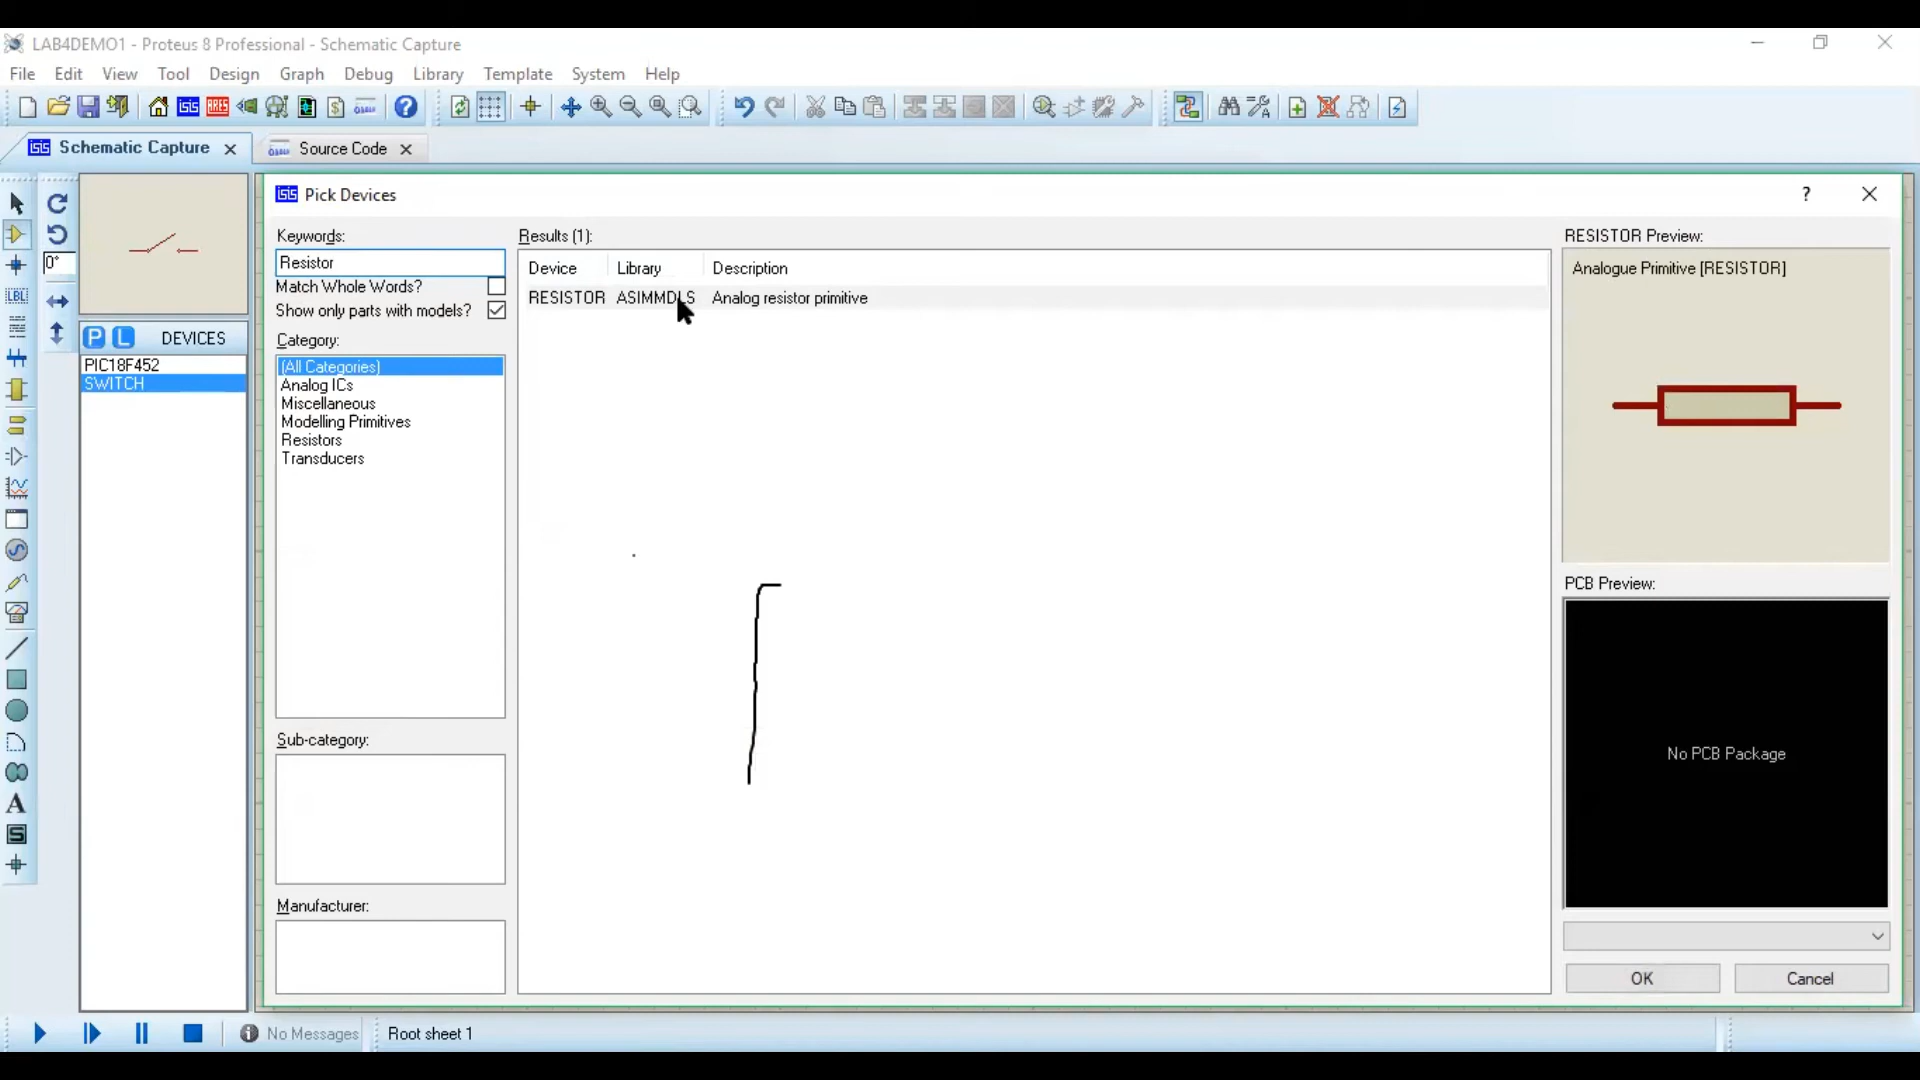 LAB4DEMO1 - Proteus 8 Professional - Schematic Capture
File Edit View Tool Design Graph Debug Library Template System Help
Schematic Capture
Source Code
Pick Devices
?
Keywords:
Resistor
Match Whole Words?
Show only parts with models?
Category:
(All Categories)
Analog ICs
Miscellaneous
Modelling Primitives
Resistors
Transducers
Sub-category:
Manufacturer:
Results (1):
Device Library Description
RESISTOR ASIMMDLS Analog resistor primitive
RESISTOR Preview:
Analogue Primitive [RESISTOR]
PCB Preview:
No PCB Package
OK Cancel
0°
LBL
P L DEVICES
PIC18F452
SWITCH
A
S
No Messages
Root sheet 1